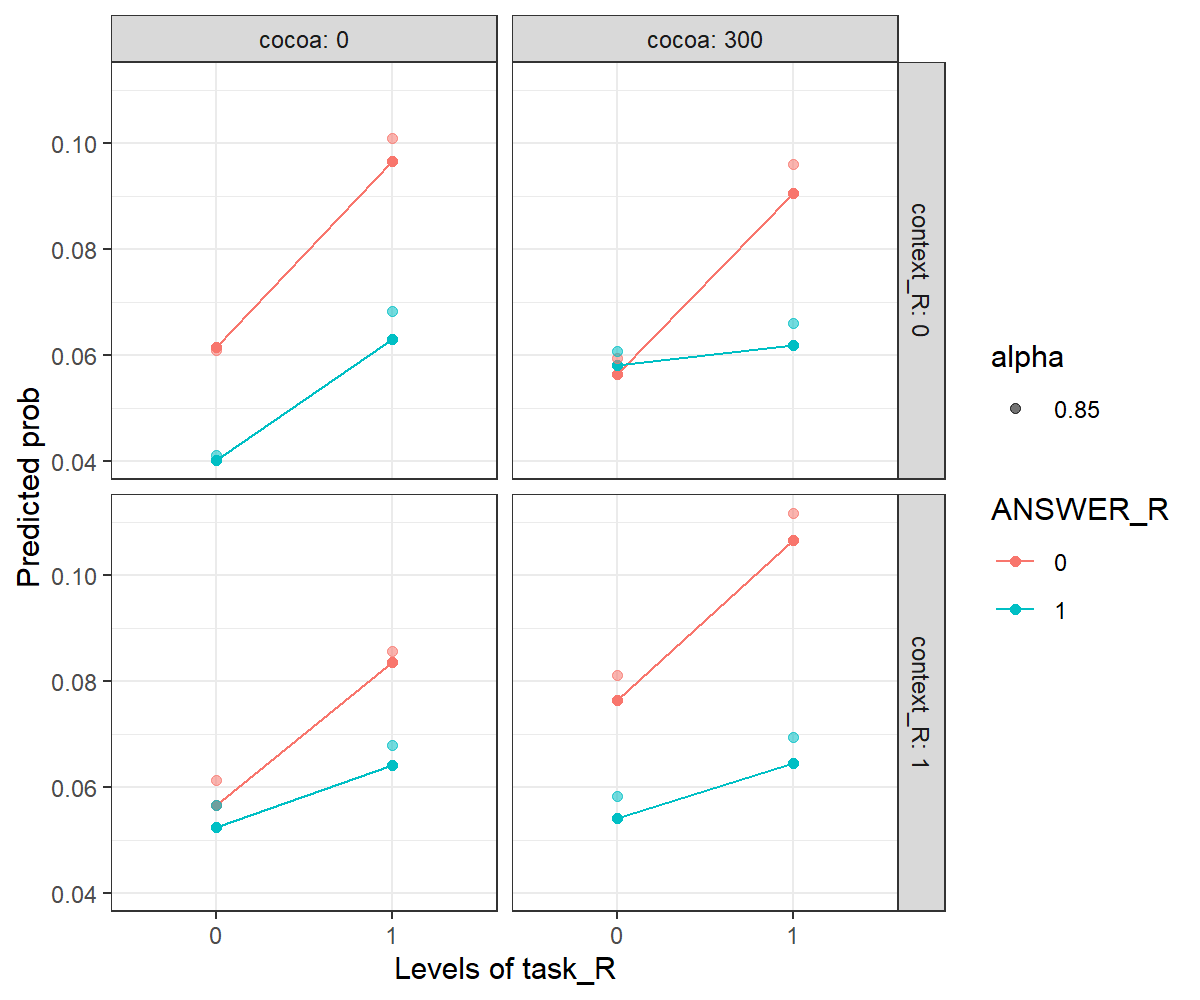 cocoa: 0
cocoa: 300
0.10
0.08
0.06
0.04
context_R: 0
0.10
0.08
0.06
0.04
context_R: 1
0
1
0
1
Levels of task_R
Predicted prob
alpha
0.85
ANSWER_R
0
1